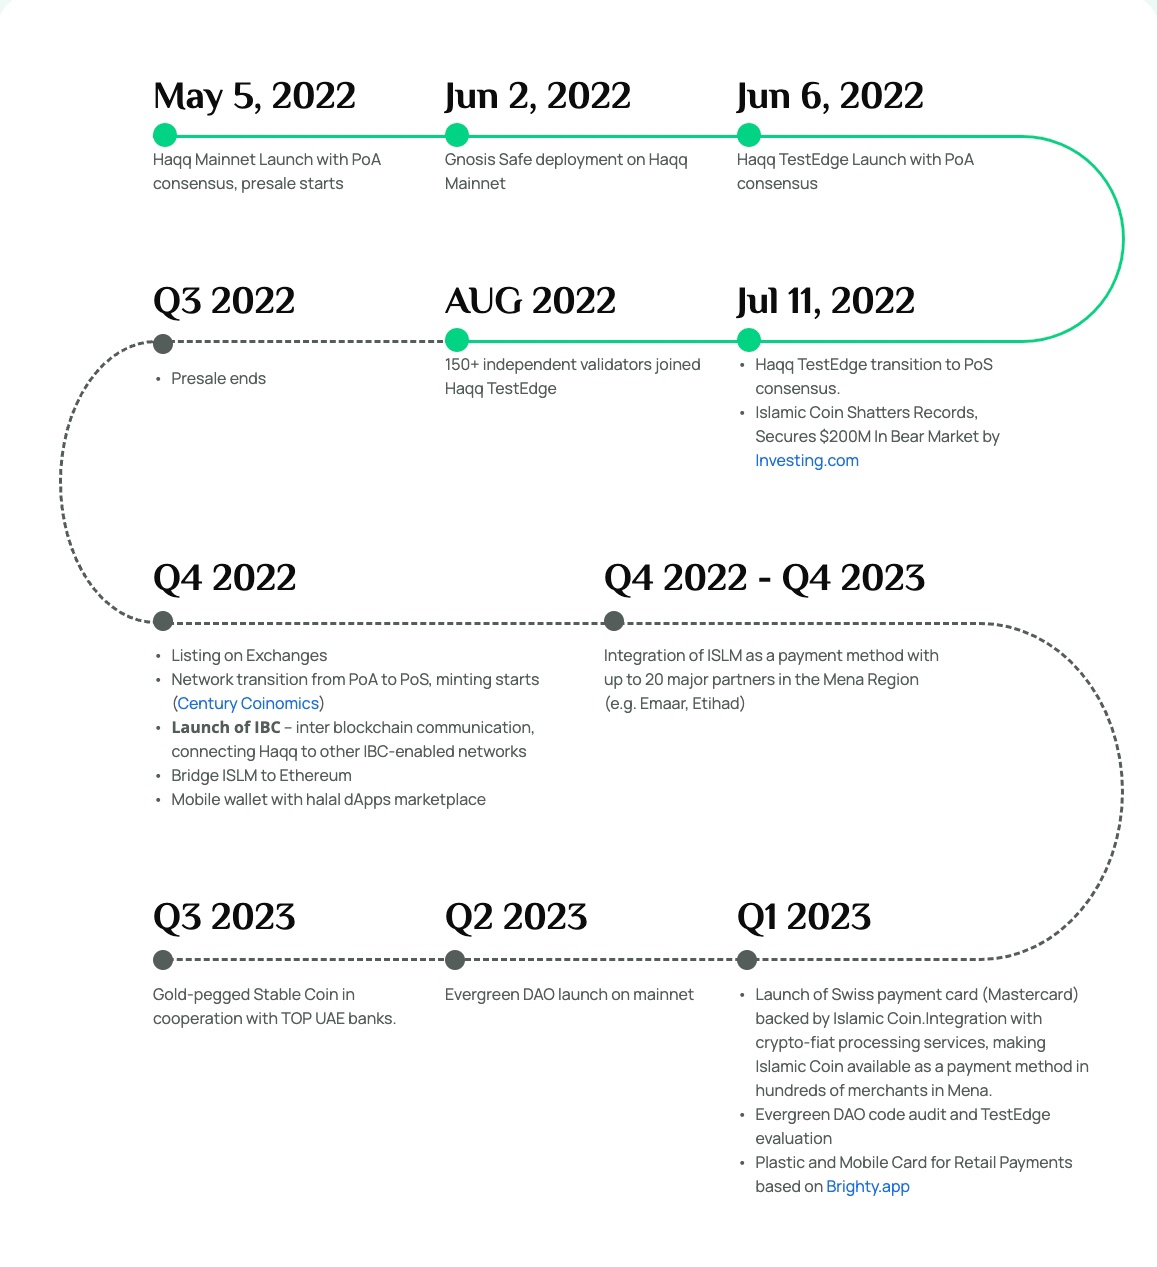 May 5, 2022
Haqq Mainnet Launch with PoA
consensus, presale starts
Jun 2, 2022
Gnosis Safe deployment on Haqq
Mainnet
Jun 6, 2022
Haqq TestEdge Launch with PoA
consensus
Q3 2022
• Presale ends
AUG 2022
150+ independent validators joined
Haqq TestEdge
Jul 11, 2022
• Haqq TestEdge transition to PoS
consensus.
• Islamic Coin Shatters Records,
Secures $200M In Bear Market by
Investing.com
Q4 2022
• Listing on Exchanges
• Network transition from PoA to PoS, minting starts
(Century Coinomics)
• Launch of IBC – inter blockchain communication,
connecting Haqq to other IBC-enabled networks
• Bridge ISLM to Ethereum
• Mobile wallet with halal dApps marketplace
Q4 2022 - Q4 2023
Integration of ISLM as a payment method with
up to 20 major partners in the Mena Region
(e.g. Emaar, Etihad)
Q3 2023
Gold-pegged Stable Coin in
cooperation with TOP UAE banks.
Q2 2023
Evergreen DAO launch on mainnet
Q1 2023
• Launch of Swiss payment card (Mastercard)
backed by Islamic Coin.Integration with
crypto-fiat processing services, making
Islamic Coin available as a payment method in
hundreds of merchants in Mena.
• Evergreen DAO code audit and TestEdge
evaluation
• Plastic and Mobile Card for Retail Payments
based on Brighty.app